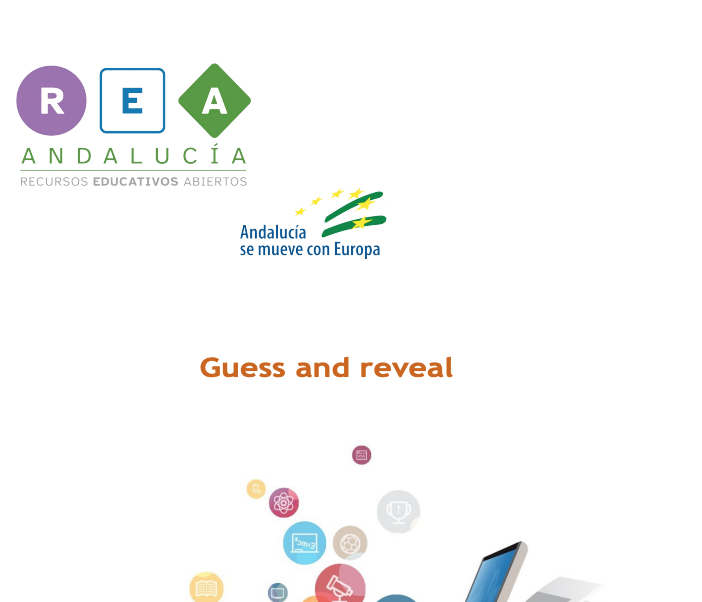 R E A
ANDALUCÍA
RECURSOS EDUCATIVOS ABIERTOS
Andalucía
se mueve con Europa
Guess and reveal